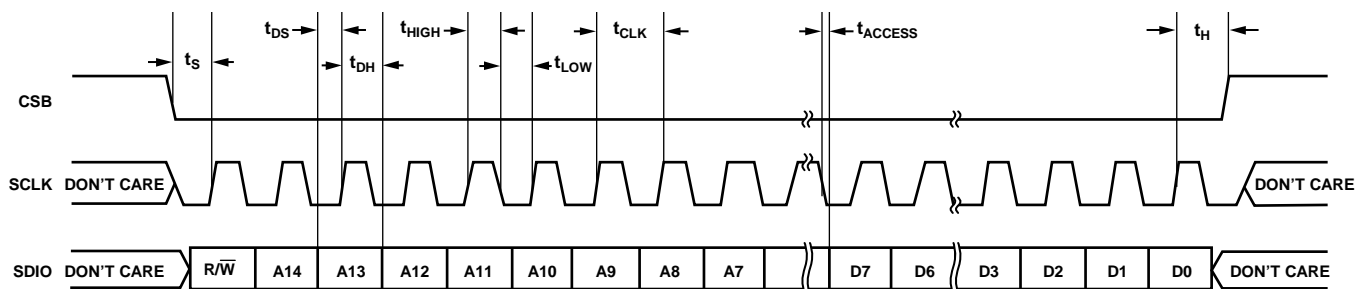 tDS tHIGH tCLK tACCESS tH
tS tDH tLOW
CSB
SCLK DON'T CARE DON'T CARE
SDIO DON'T CARE R/W̅ A14 A13 A12 A11 A10 A9 A8 A7 D7 D6 D3 D2 D1 D0 DON'T CARE